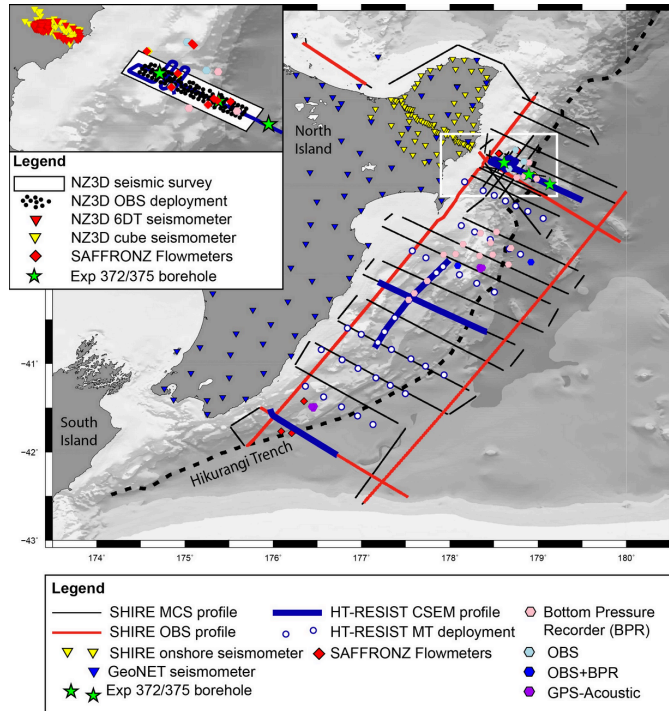 Legend
NZ3D seismic survey
NZ3D OBS deployment
NZ3D 6DT seismometer
NZ3D cube seismometer
SAFFRONZ Flowmeters
Exp 372/375 borehole
North
Island
South
Island
Hikurangi Trench
-41
-42
-43
174°
175°
176°
177°
178°
179°
180°
Legend
SHIRE MCS profile
SHIRE OBS profile
SHIRE onshore seismometer
GeoNET seismometer
Exp 372/375 borehole
HT-RESIST CSEM profile
HT-RESIST MT deployment
SAFFRONZ Flowmeters
Bottom Pressure
Recorder (BPR)
OBS
OBS+BPR
GPS-Acoustic